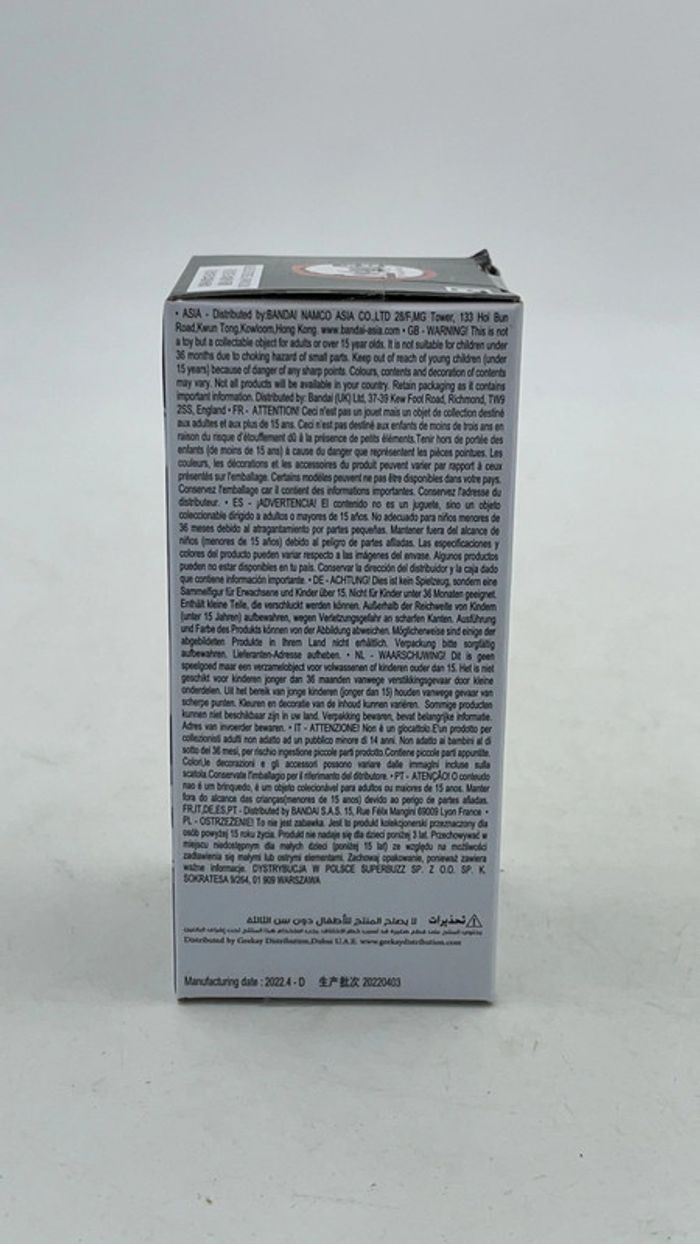 • ASIA - Distributed by:BANDAI NAMCO ASIA CO.,LTD 28/F,MG Tower, 133 Hoi Bun
Road,Kwun Tong,Kowloom,Hong Kong. www.bandai-asia.com • GB - WARNING! This is not
a toy but a collectable object for adults or over 15 year olds. It is not suitable for children under
36 months due to choking hazard of small parts. Keep out of reach of young children (under
15 years) because of danger of any sharp points. Colours, contents and decoration of contents
may vary. Not all products will be available in your country. Retain packaging as it contains
important information. Distributed by: Bandai (UK) Ltd, 37-39 Kew Foot Road, Richmond, TW9
2SS, England • FR - ATTENTION! Ceci n'est pas un jouet mais un objet de collection destiné
aux adultes et aux plus de 15 ans. Ceci n'est pas destiné aux enfants de moins de trois ans en
raison du risque d'étouffement dû à la présence de petits éléments.Tenir hors de portée des
enfants (de moins de 15 ans) à cause du danger que représentent les pièces pointues. Les
couleurs, les décorations et les accessoires du produit peuvent varier par rapport à ceux
présentés sur l'emballage. Certains modèles peuvent ne pas être disponibles dans votre pays.
Conservez l'emballage car il contient des informations importantes. Conservez l'adresse du
distributeur. • ES - ¡ADVERTENCIA! El contenido no es un juguete, sino un objeto
coleccionable dirigido a adultos o mayores de 15 años. No adecuado para niños menores de
36 meses debido al atragantamiento por partes pequeñas. Mantener fuera del alcance de
niños (menores de 15 años) debido al peligro de partes afiladas. Las especificaciones y
colores del producto pueden variar respecto a las imágenes del envase. Algunos productos
pueden no estar disponibles en tu país. Conservar la dirección del distribuidor y la caja dado
que contiene información importante. • DE - ACHTUNG! Dies ist kein Spielzeug, sondern eine
Sammelfigur für Erwachsene und Kinder über 15. Nicht für Kinder unter 36 Monaten geeignet.
Enthält kleine Teile, die verschluckt werden können. Außerhalb der Reichweite von Kindern
(unter 15 Jahren) aufbewahren, wegen Verletzungsgefahr an scharfen Kanten. Ausführung
und Farbe des Produkts können von der Abbildung abweichen. Möglicherweise sind einige der
abgebildeten Produkte in Ihrem Land nicht erhältlich. Verpackung bitte sorgfältig
aufbewahren. Lieferanten-Adresse aufheben. • NL - WAARSCHUWING! Dit is geen
speelgoed maar een verzamelobject voor volwassenen of kinderen ouder dan 15. Het is niet
geschikt voor kinderen jonger dan 36 maanden vanwege verstikkingsgevaar door kleine
onderdelen. Uit het bereik van jonge kinderen (jonger dan 15) houden vanwege gevaar van
scherpe punten. Kleuren en decoratie van de inhoud kunnen variëren. Sommige producten
kunnen niet beschikbaar zijn in uw land. Verpakking bewaren, bevat belangrijke informatie.
Adres van invoerder bewaren. • IT - ATTENZIONE! Non è un giocattolo.E'un prodotto per
collezionisti adulti non adatto ad un pubblico minore di 14 anni. Non adatto ai bambini al di
sotto dei 36 mesi, per rischio ingestione piccole parti prodotto.Contiene piccole parti appuntite.
Colori,le decorazioni e gli accessori possono variare dalle immagini incluse sulla
scatola.Conservate l'imballagio per il riferimento del ditributore. • PT - ATENÇÃO! O conteudo
nao é um brinquedo, é um objeto colecionável para adultos ou maiores de 15 anos. Manter
fora do alcance das crianças(menores de 15 anos) devido ao perigo de partes afiadas.
FR,IT,DE,ES,PT - Distributed by BANDAI S.A.S. 15, Rue Félix Mangini 69009 Lyon France •
PL - OSTRZEŻENIE! To nie jest zabawka. Jest to produkt kolekcjonerski przeznaczony dla
osób powyżej 15 roku życia. Produkt nie nadaje się dla dzieci poniżej 3 lat. Przechowywać w
miejscu niedostępnym dla małych dzieci (poniżej 15 lat) ze względu na możliwości
zadławienia się małymi lub ostrymi elementami. Zachowaj opakowanie, ponieważ zawiera
ważne informacje. DYSTRYBUCJA W POLSCE SUPERBUZZ SP. Z O.O. SP. K.
SOKRATESA 9/264, 01 909 WARSZAWA
تحذيرات لا يصلح المنتج للأطفال دون سن الثالثة
Distributed by Geekay Distribution,Dubai U.A.E. www.geekaydistribution.com
Manufacturing date : 2022.4 - D 生产批次 20220403